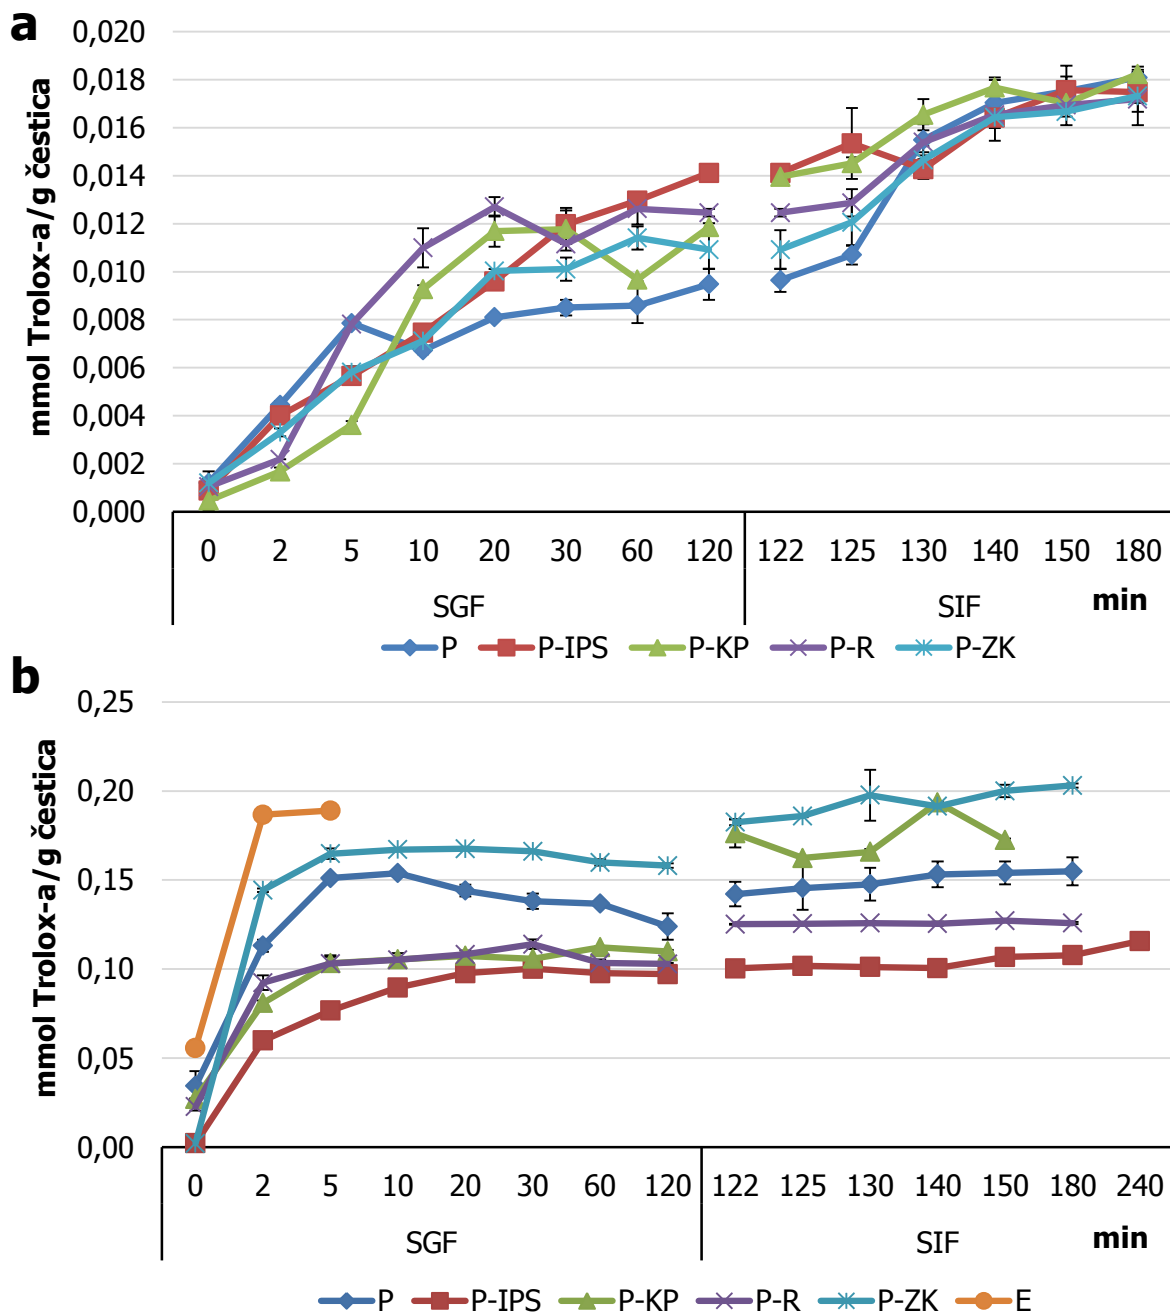 a
mmol Trolox-a/g čestica
0,020
0,018
0,016
0,014
0,012
0,010
0,008
0,006
0,004
0,002
0,000
0 2 5 10 20 30 60 120 122 125 130 140 150 180
SGF SIF min
P P-IPS P-KP P-R P-ZK
b
mmol Trolox-a/g čestica
0,25
0,20
0,15
0,10
0,05
0,00
0 2 5 10 20 30 60 120 122 125 130 140 150 180 240
SGF SIF min
P P-IPS P-KP P-R P-ZK E